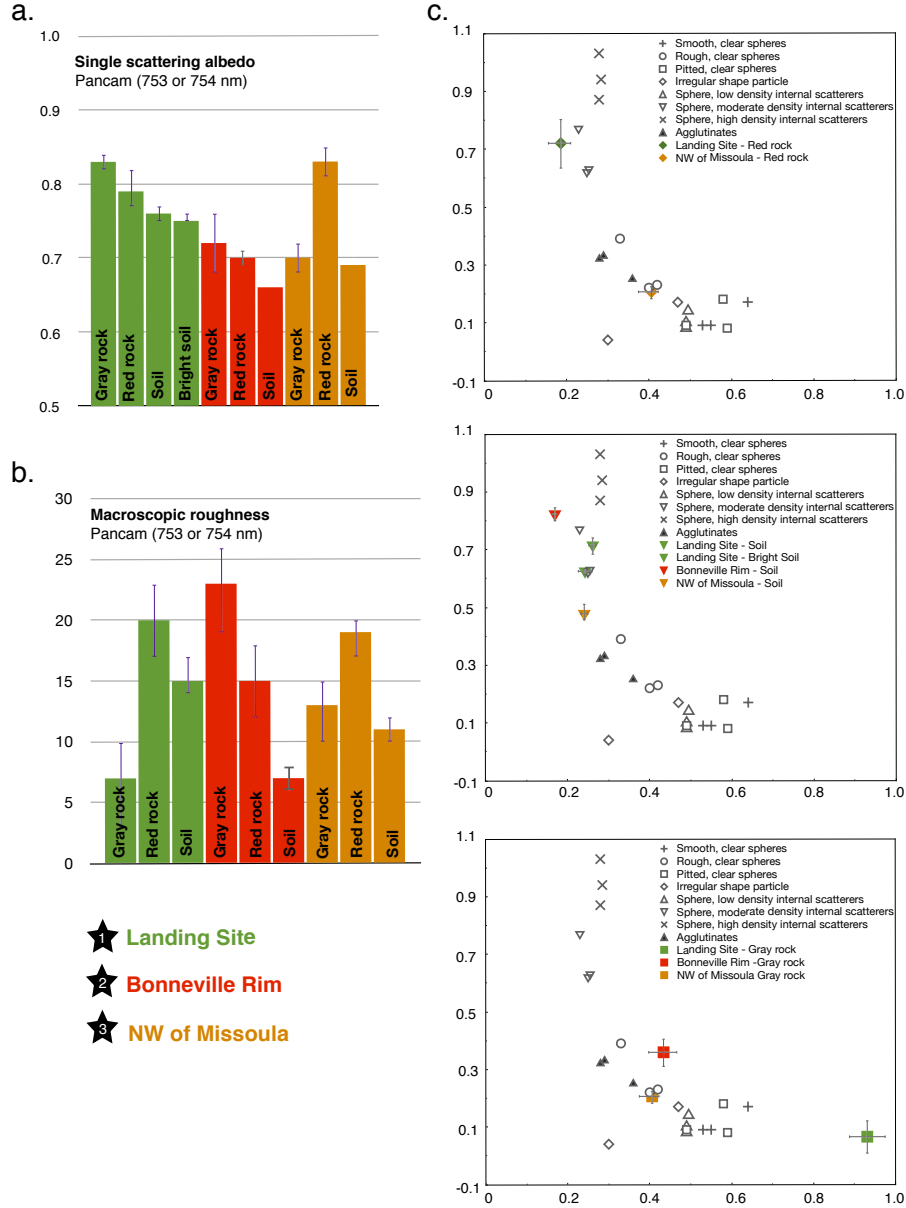 a.
1.0
Single scattering albedo
Pancam (753 or 754 nm)
0.9
0.8
0.7
0.6
0.5
Gray rock
Red rock
Soil
Bright soil
Gray rock
Red rock
Soil
Gray rock
Red rock
Soil
b.
30
Macroscopic roughness
Pancam (753 or 754 nm)
25
20
15
10
5
0
Gray rock
Red rock
Soil
Gray rock
Red rock
Soil
Gray rock
Red rock
Soil
1 Landing Site
2 Bonneville Rim
3 NW of Missoula
c.
1.1
0.9
0.7
0.5
0.3
0.1
-0.1
0 0.2 0.4 0.6 0.8 1.0
Smooth, clear spheres
Rough, clear spheres
Pitted, clear spheres
Irregular shape particle
Sphere, low density internal scatterers
Sphere, moderate density internal scatterers
Sphere, high density internal scatterers
Agglutinates
Landing Site - Red rock
NW of Missoula - Red rock
1.1
0.9
0.7
0.5
0.3
0.1
-0.1
0 0.2 0.4 0.6 0.8 1.0
Smooth, clear spheres
Rough, clear spheres
Pitted, clear spheres
Irregular shape particle
Sphere, low density internal scatterers
Sphere, moderate density internal scatterers
Sphere, high density internal scatterers
Agglutinates
Landing Site - Soil
Landing Site - Bright Soil
Bonneville Rim - Soil
NW of Missoula - Soil
1.1
0.9
0.7
0.5
0.3
0.1
-0.1
0 0.2 0.4 0.6 0.8 1.0
Smooth, clear spheres
Rough, clear spheres
Pitted, clear spheres
Irregular shape particle
Sphere, low density internal scatterers
Sphere, moderate density internal scatterers
Sphere, high density internal scatterers
Agglutinates
Landing Site - Gray rock
Bonneville Rim -Gray rock
NW of Missoula Gray rock